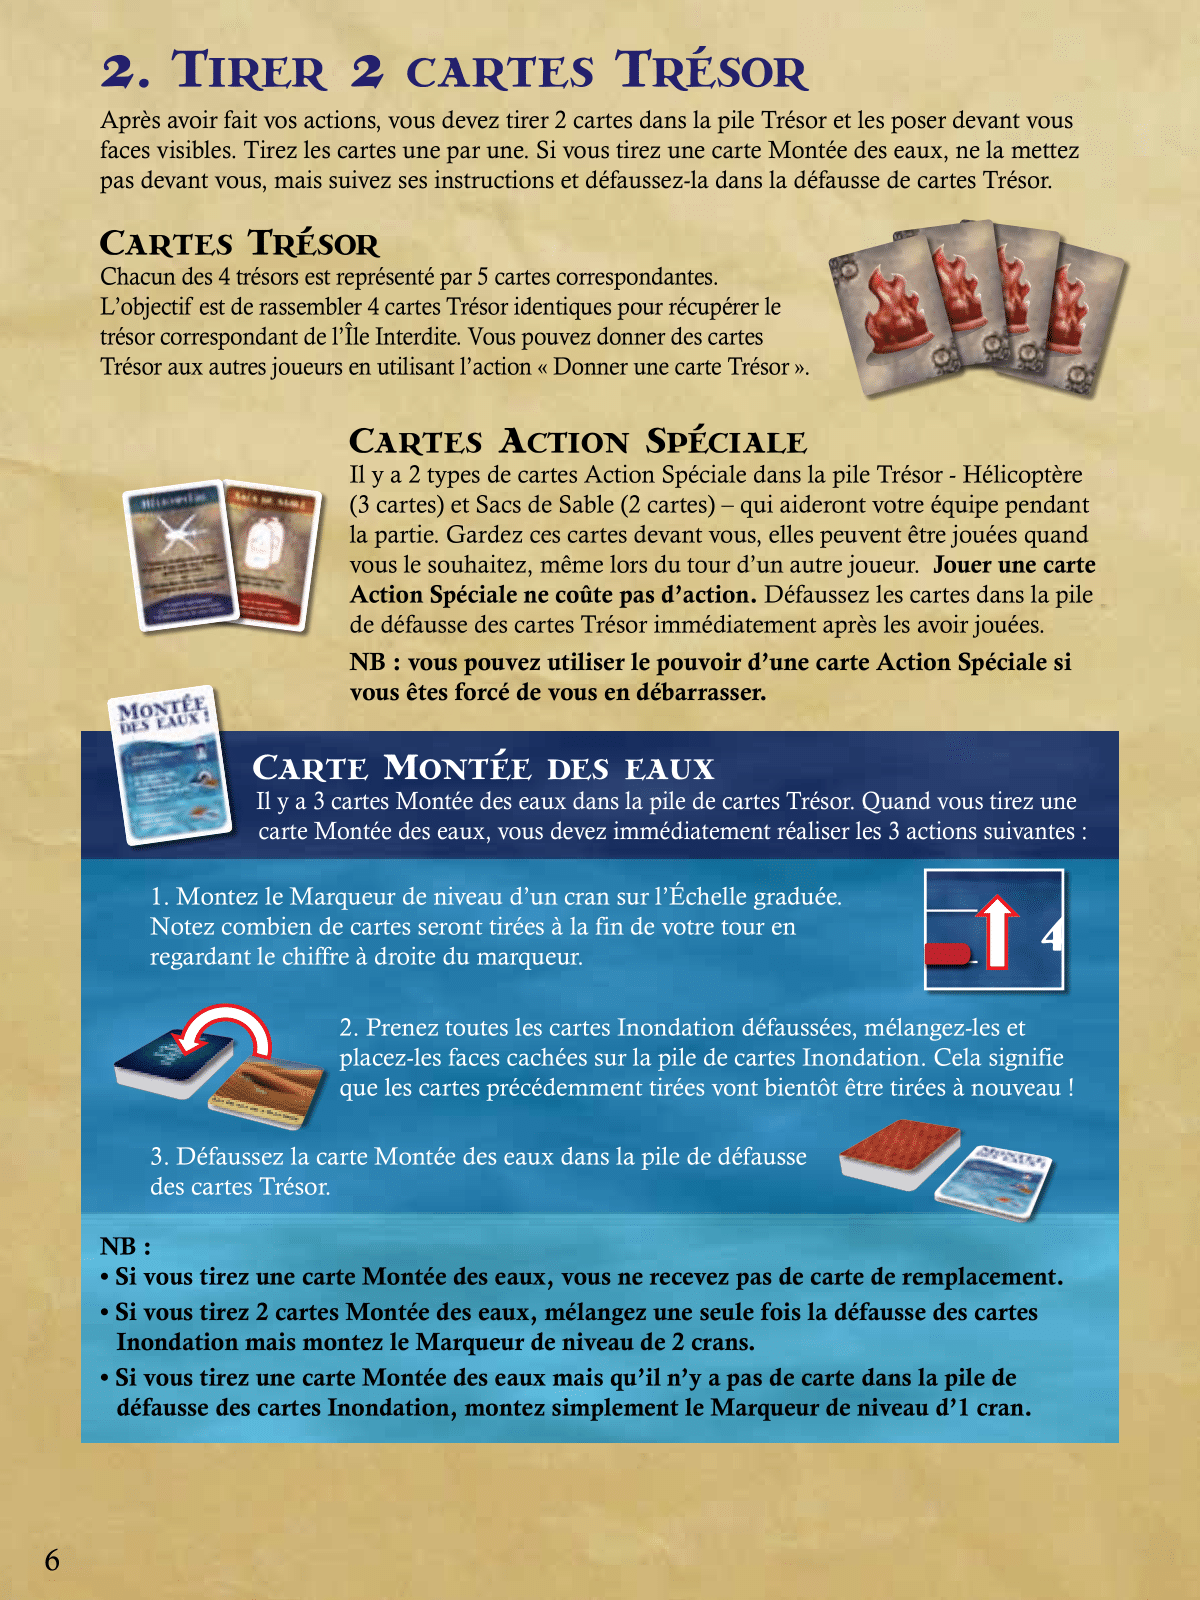 2. Tirer 2 cartes Trésor
Après avoir fait vos actions, vous devez tirer 2 cartes dans la pile Trésor et les poser devant vous
faces visibles. Tirez les cartes une par une. Si vous tirez une carte Montée des eaux, ne la mettez
pas devant vous, mais suivez ses instructions et défaussez-la dans la défausse de cartes Trésor.
Cartes Trésor
Chacun des 4 trésors est représenté par 5 cartes correspondantes.
L’objectif est de rassembler 4 cartes Trésor identiques pour récupérer le
trésor correspondant de l’Île Interdite. Vous pouvez donner des cartes
Trésor aux autres joueurs en utilisant l’action « Donner une carte Trésor ».
Cartes Action Spéciale
Il y a 2 types de cartes Action Spéciale dans la pile Trésor - Hélicoptère
(3 cartes) et Sacs de Sable (2 cartes) – qui aideront votre équipe pendant
la partie. Gardez ces cartes devant vous, elles peuvent être jouées quand
vous le souhaitez, même lors du tour d’un autre joueur. Jouer une carte
Action Spéciale ne coûte pas d’action. Défaussez les cartes dans la pile
de défausse des cartes Trésor immédiatement après les avoir jouées.
NB : vous pouvez utiliser le pouvoir d’une carte Action Spéciale si
vous êtes forcé de vous en débarrasser.
Montée
des eaux !
Carte Montée des eaux
Il y a 3 cartes Montée des eaux dans la pile de cartes Trésor. Quand vous tirez une
carte Montée des eaux, vous devez immédiatement réaliser les 3 actions suivantes :
1. Montez le Marqueur de niveau d’un cran sur l’Échelle graduée.
Notez combien de cartes seront tirées à la fin de votre tour en
regardant le chiffre à droite du marqueur.
4
2. Prenez toutes les cartes Inondation défaussées, mélangez-les et
placez-les faces cachées sur la pile de cartes Inondation. Cela signifie
que les cartes précédemment tirées vont bientôt être tirées à nouveau !
3. Défaussez la carte Montée des eaux dans la pile de défausse
des cartes Trésor.
NB :
• Si vous tirez une carte Montée des eaux, vous ne recevez pas de carte de remplacement.
• Si vous tirez 2 cartes Montée des eaux, mélangez une seule fois la défausse des cartes
Inondation mais montez le Marqueur de niveau de 2 crans.
• Si vous tirez une carte Montée des eaux mais qu’il n’y a pas de carte dans la pile de
défausse des cartes Inondation, montez simplement le Marqueur de niveau d’1 cran.
6